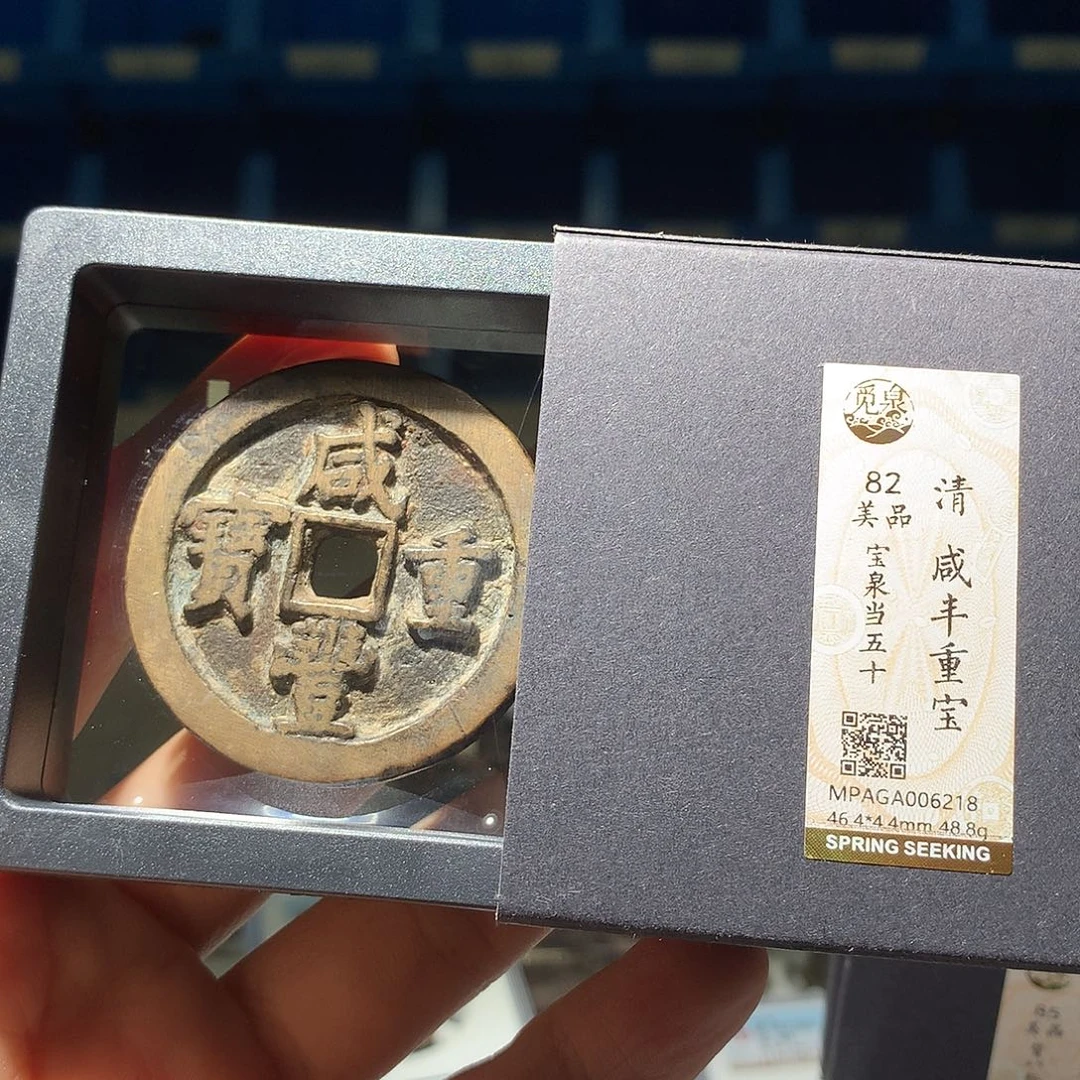 咸
豐
重
寶
觅泉
82
美品
宝泉当五十
清 咸丰重宝
MPAGA006218
46.4*4.4mm 48.8g
SPRING SEEKING
85